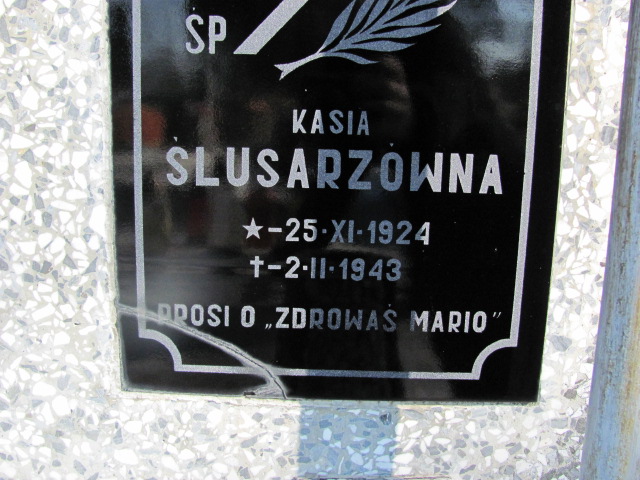 SP
KASIA
ŚLUSARZÓWNA
★-25·XI·1924
†-2·II·1943
PROSI O „ZDROWAŚ MARIO”